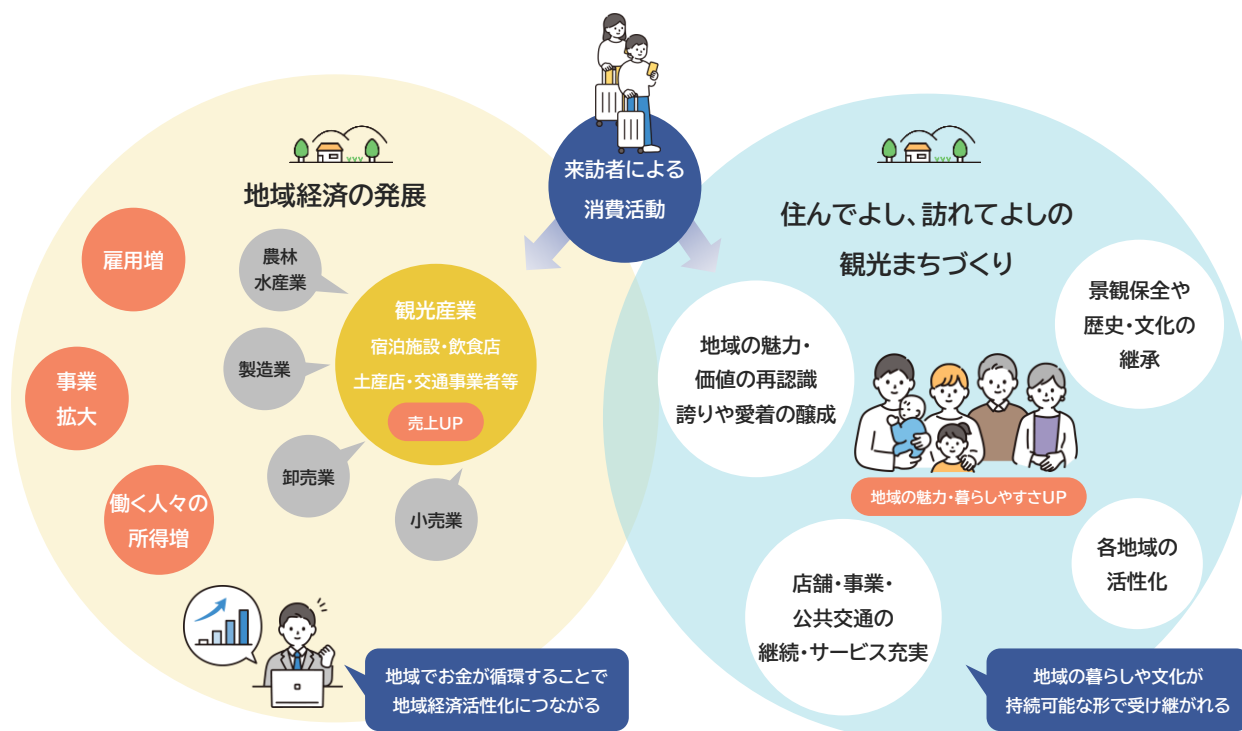 来訪者による
消費活動
地域経済の発展
雇用増
事業
拡大
働く人々の
所得増
農林
水産業
製造業
卸売業
小売業
観光産業
宿泊施設・飲食店
土産店・交通事業者等
売上UP
地域でお金が循環することで
地域経済活性化につながる
住んでよし、訪れてよしの
観光まちづくり
地域の魅力・
価値の再認識
誇りや愛着の醸成
景観保全や
歴史・文化の
継承
地域の魅力・暮らしやすさUP
店舗・事業・
公共交通の
継続・サービス充実
各地域の
活性化
地域の暮らしや文化が
持続可能な形で受け継がれる